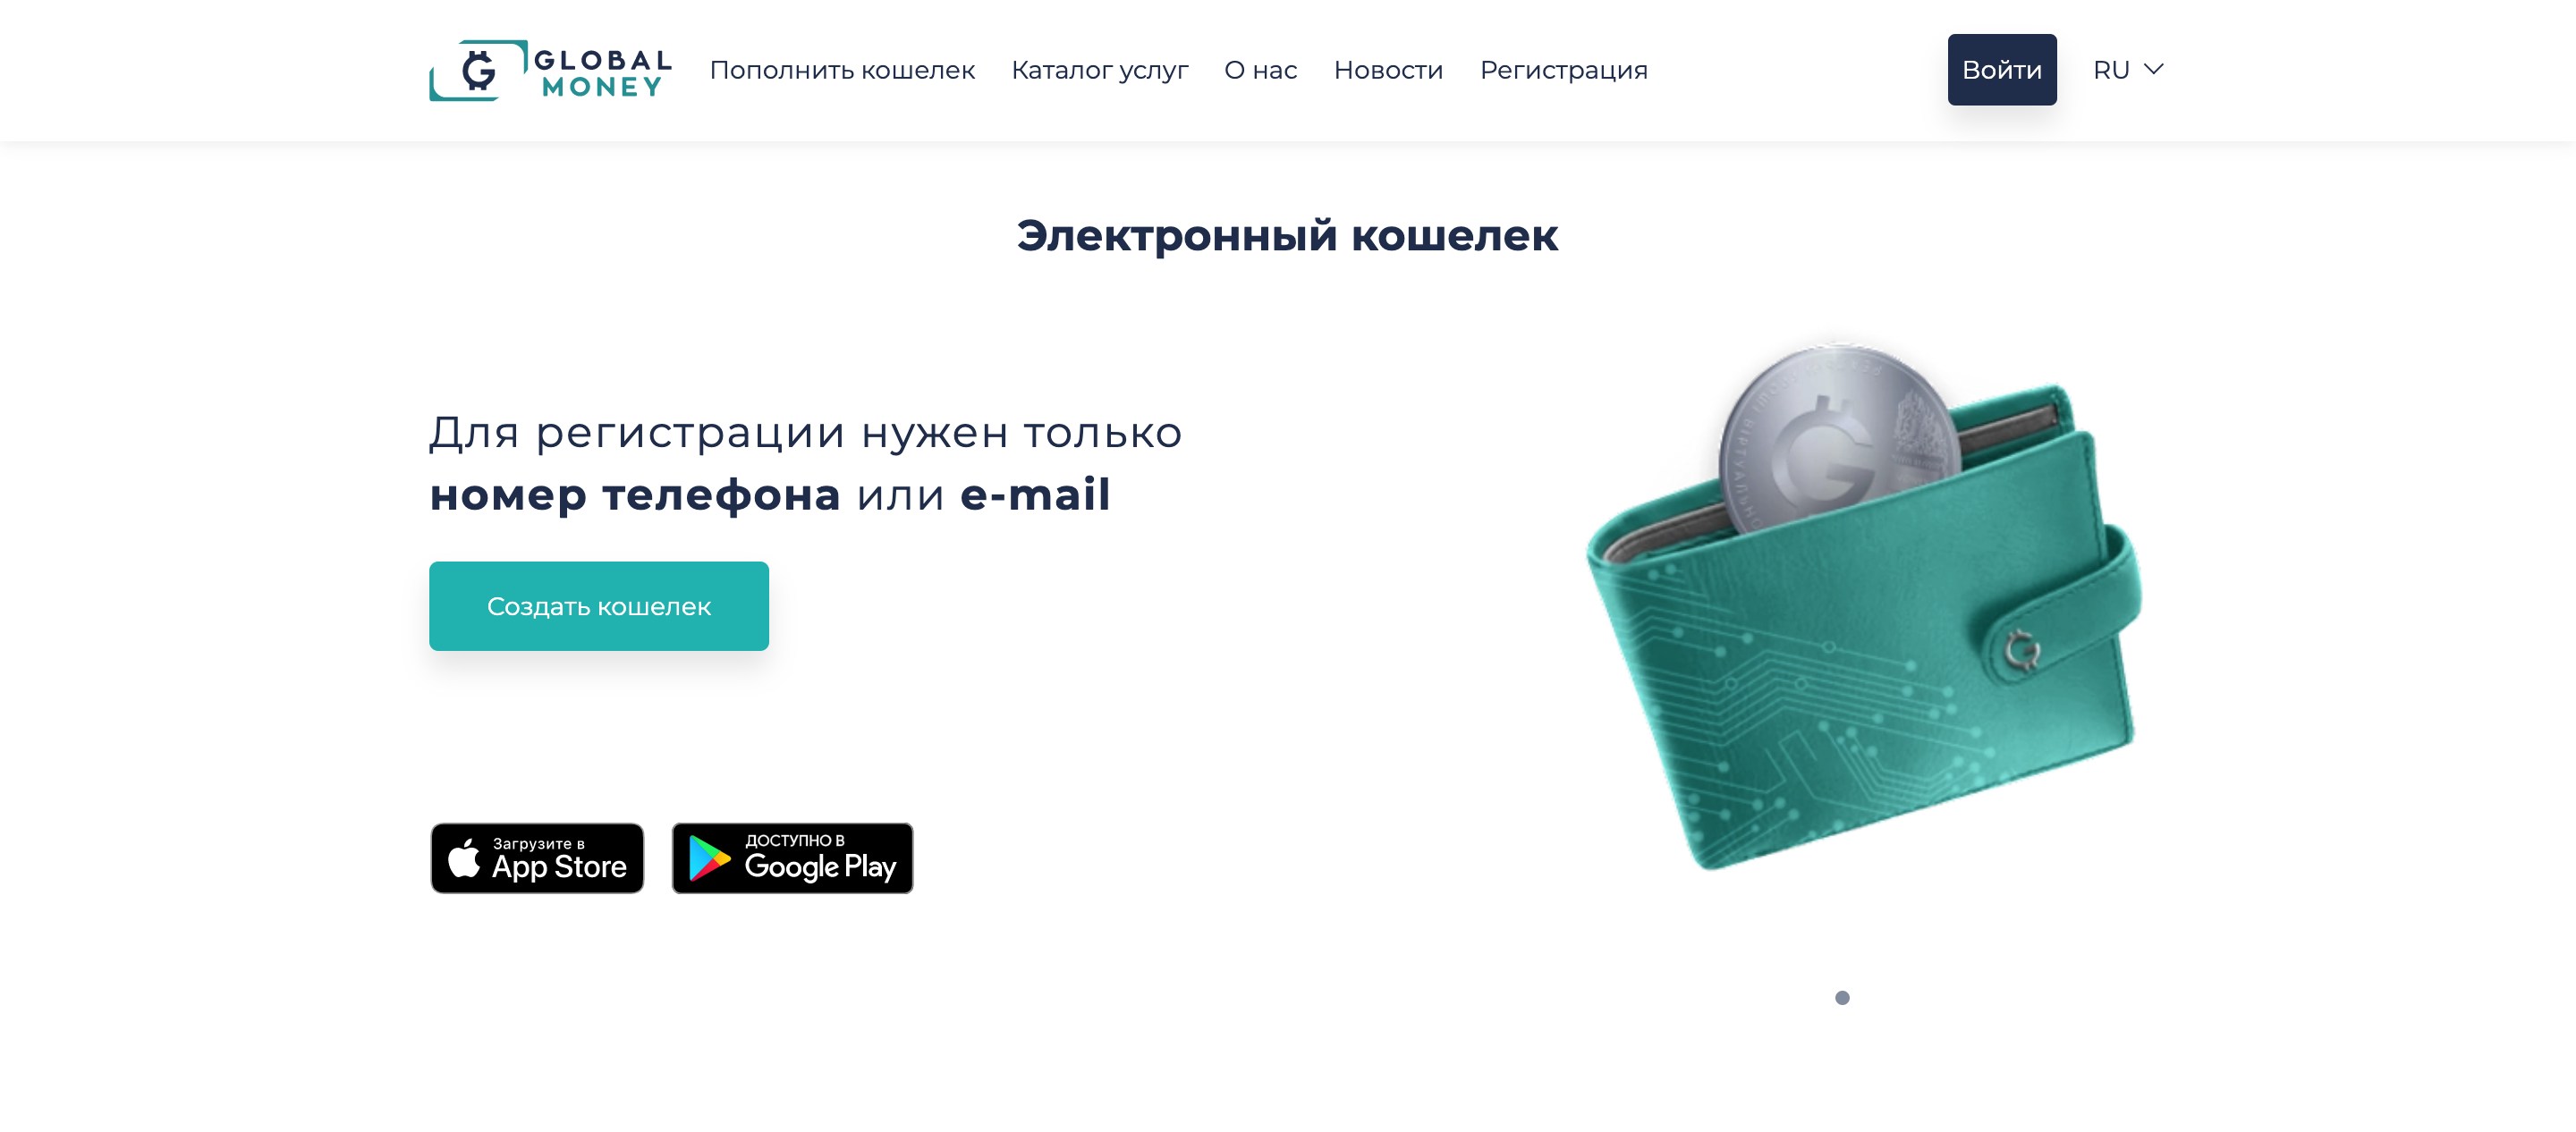 GLOBAL
MONEY
Пополнить кошелек
Каталог услуг
О нас
Новости
Регистрация
Войти
RU
Электронный кошелек
Для регистрации нужен только
номер телефона или e-mail
Создать кошелек
Загрузите в
App Store
ДОСТУПНО В
Google Play